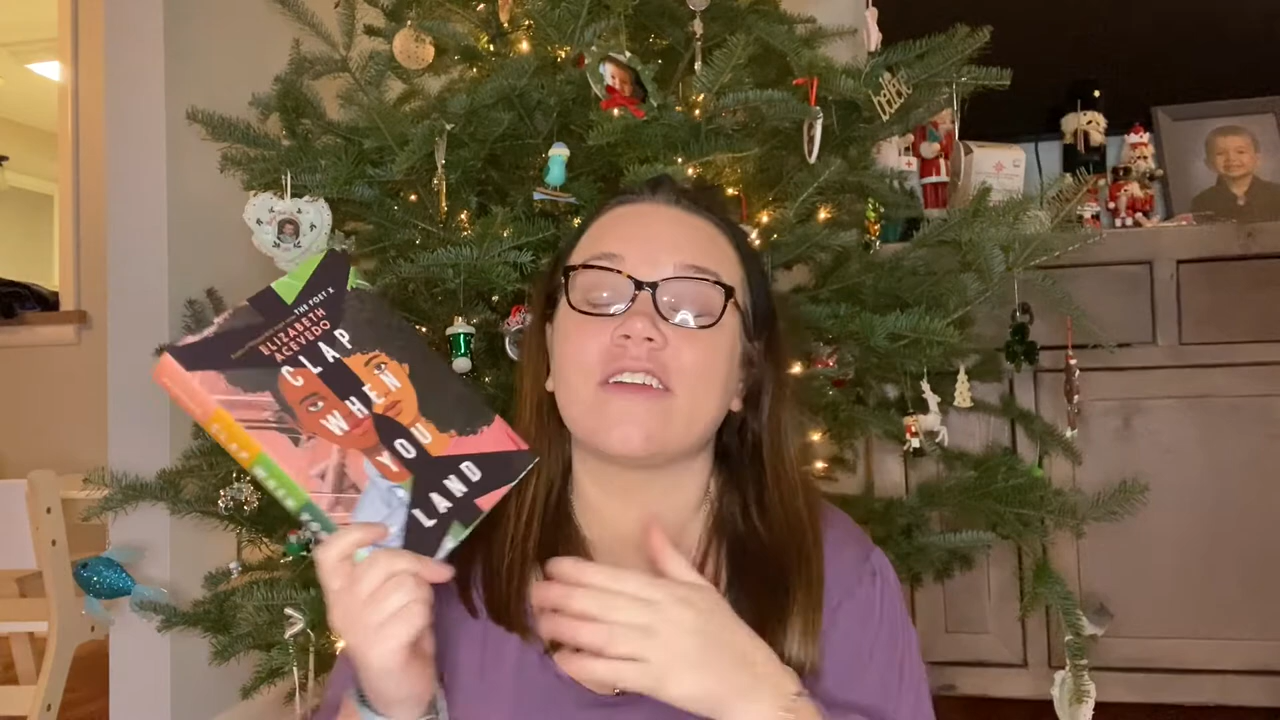 THE POET X
ELIZABETH
ACEVEDO
CLAP
WHEN
YOU
LAND
believe